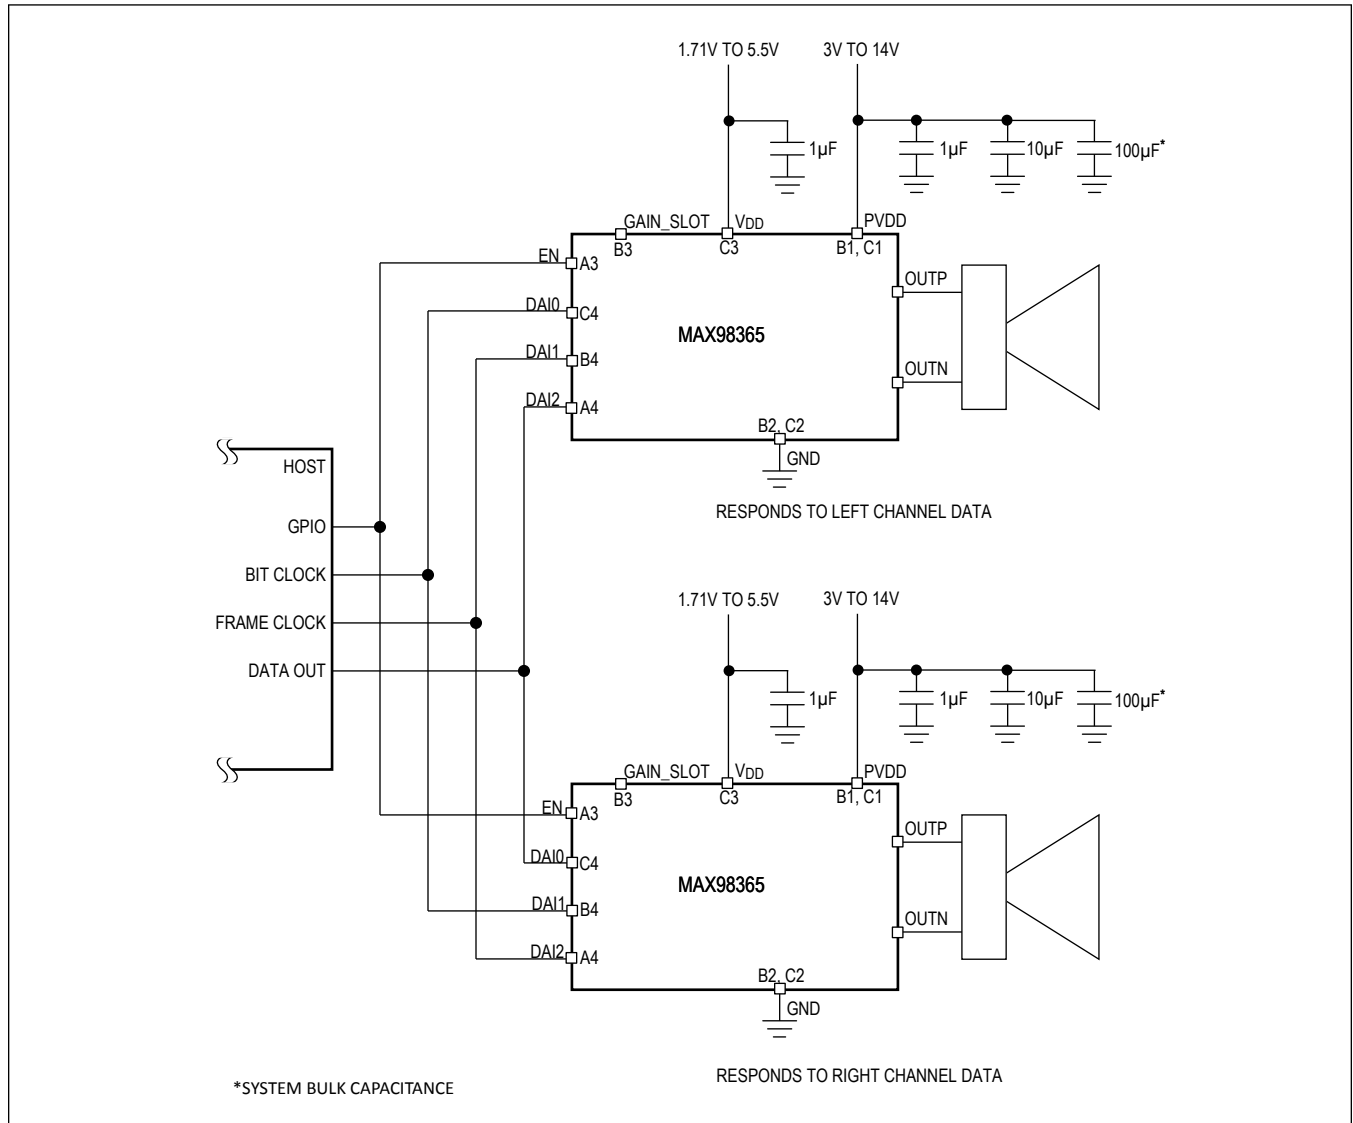 1.71V TO 5.5V
3V TO 14V
1µF
1µF
10µF
100µF*
GAIN_SLOT
VDD
PVDD
B3
C3
B1, C1
EN
A3
DAI0
C4
DAI1
B4
DAI2
A4
MAX98365
OUTP
OUTN
B2, C2
GND
RESPONDS TO LEFT CHANNEL DATA
HOST
GPIO
BIT CLOCK
FRAME CLOCK
DATA OUT
1.71V TO 5.5V
3V TO 14V
1µF
1µF
10µF
100µF*
GAIN_SLOT
VDD
PVDD
B3
C3
B1, C1
EN
A3
DAI0
C4
DAI1
B4
DAI2
A4
MAX98365
OUTP
OUTN
B2, C2
GND
RESPONDS TO RIGHT CHANNEL DATA
*SYSTEM BULK CAPACITANCE